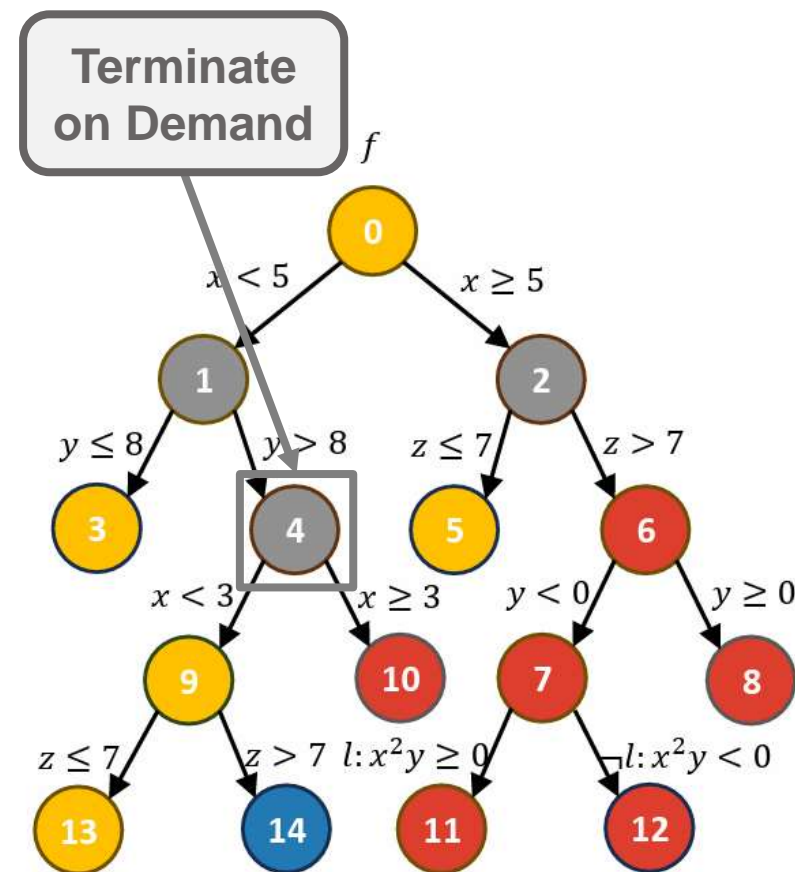 Terminate
on Demand
f
0
x < 5
x ≥ 5
1
2
y ≤ 8
y > 8
z ≤ 7
z > 7
3
4
5
6
x < 3
x ≥ 3
y < 0
y ≥ 0
9
10
7
8
z ≤ 7
z > 7
l: x²y ≥ 0
¬l: x²y < 0
13
14
11
12